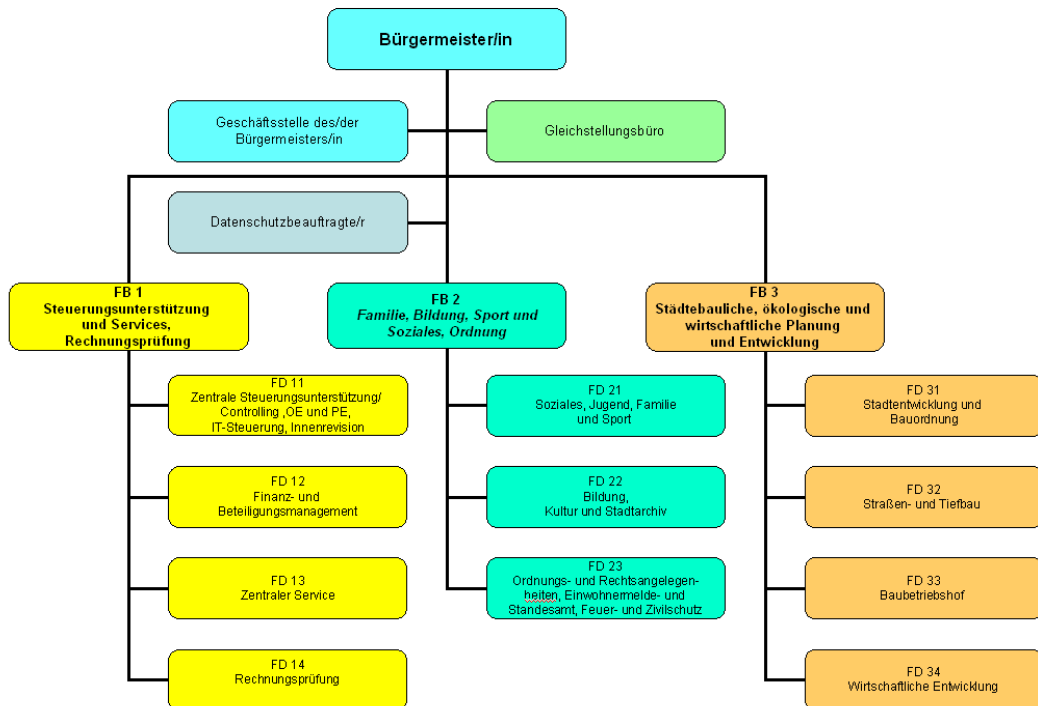 Bürgermeister/in
Geschäftsstelle des/der
Bürgermeisters/in
Gleichstellungsbüro
Datenschutzbeauftragte/r
FB 1
Steuerungsunterstützung
und Services,
Rechnungsprüfung
FB 2
Familie, Bildung, Sport und
Soziales, Ordnung
FB 3
Städtebauliche, ökologische und
wirtschaftliche Planung
und Entwicklung
FD 11
Zentrale Steuerungsunterstützung/
Controlling ,OE und PE,
IT-Steuerung, Innenrevision
FD 21
Soziales, Jugend, Familie
und Sport
FD 31
Stadtentwicklung und
Bauordnung
FD 12
Finanz- und
Beteiligungsmanagement
FD 22
Bildung,
Kultur und Stadtarchiv
FD 32
Straßen- und Tiefbau
FD 13
Zentraler Service
FD 23
Ordnungs- und Rechtsangelegen-
heiten, Einwohnermelde- und
Standesamt, Feuer- und Zivilschutz
FD 33
Baubetriebshof
FD 14
Rechnungsprüfung
FD 34
Wirtschaftliche Entwicklung